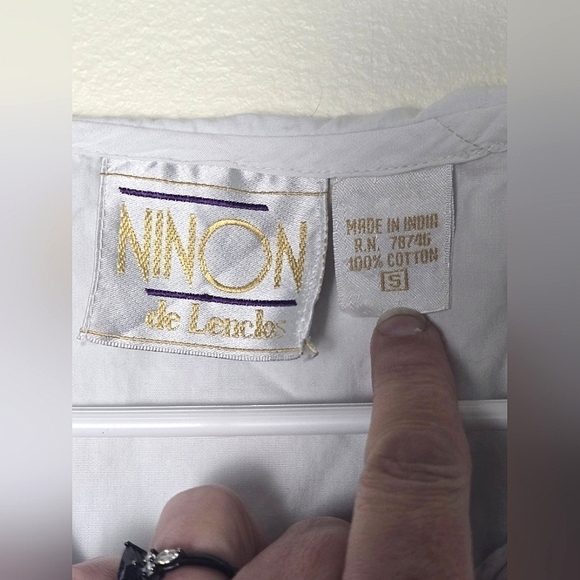 NINON
de Lenclos
MADE IN INDIA
R.N. 78746
100% COTTON
S